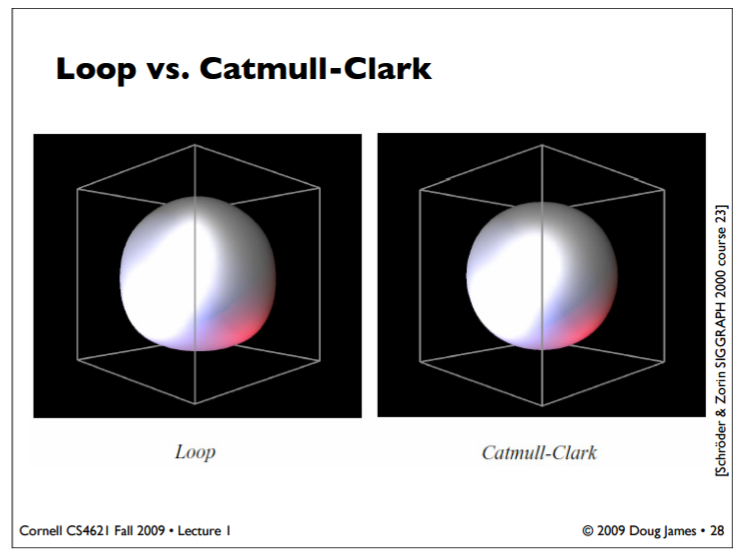 Loop vs. Catmull-Clark
[Schröder & Zorin SIGGRAPH 2000 course 23]
Loop
Catmull-Clark
Cornell CS4621 Fall 2009 • Lecture 1
© 2009 Doug James • 28